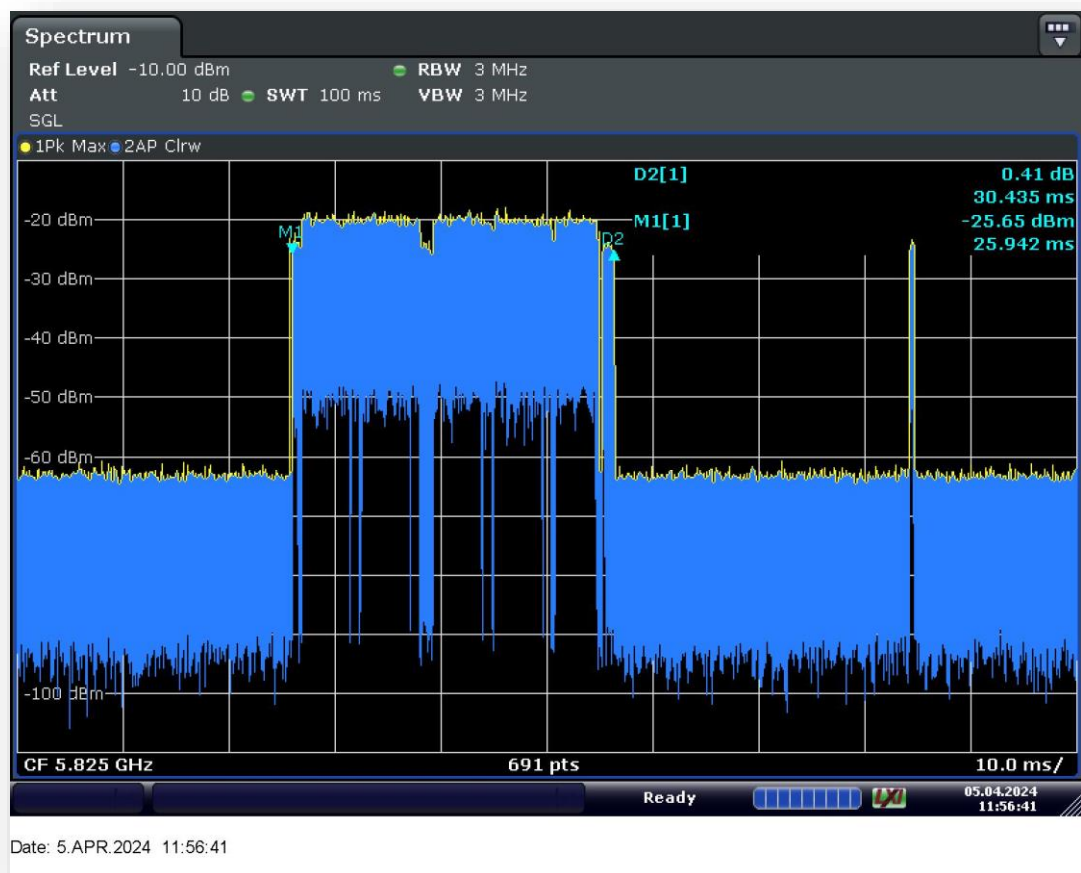 Spectrum
Ref Level -10.00 dBm RBW 3 MHz
Att 10 dB SWT 100 ms VBW 3 MHz
SGL
1Pk Max 2AP Clrw
D2[1] 0.41 dB
30.435 ms
-20 dBm M1[1] -25.65 dBm
M1 D2 25.942 ms
-30 dBm
-40 dBm
-50 dBm
-60 dBm
-100 dBm
CF 5.825 GHz 691 pts 10.0 ms/
Ready LXI 05.04.2024
11:56:41
Date: 5.APR.2024 11:56:41